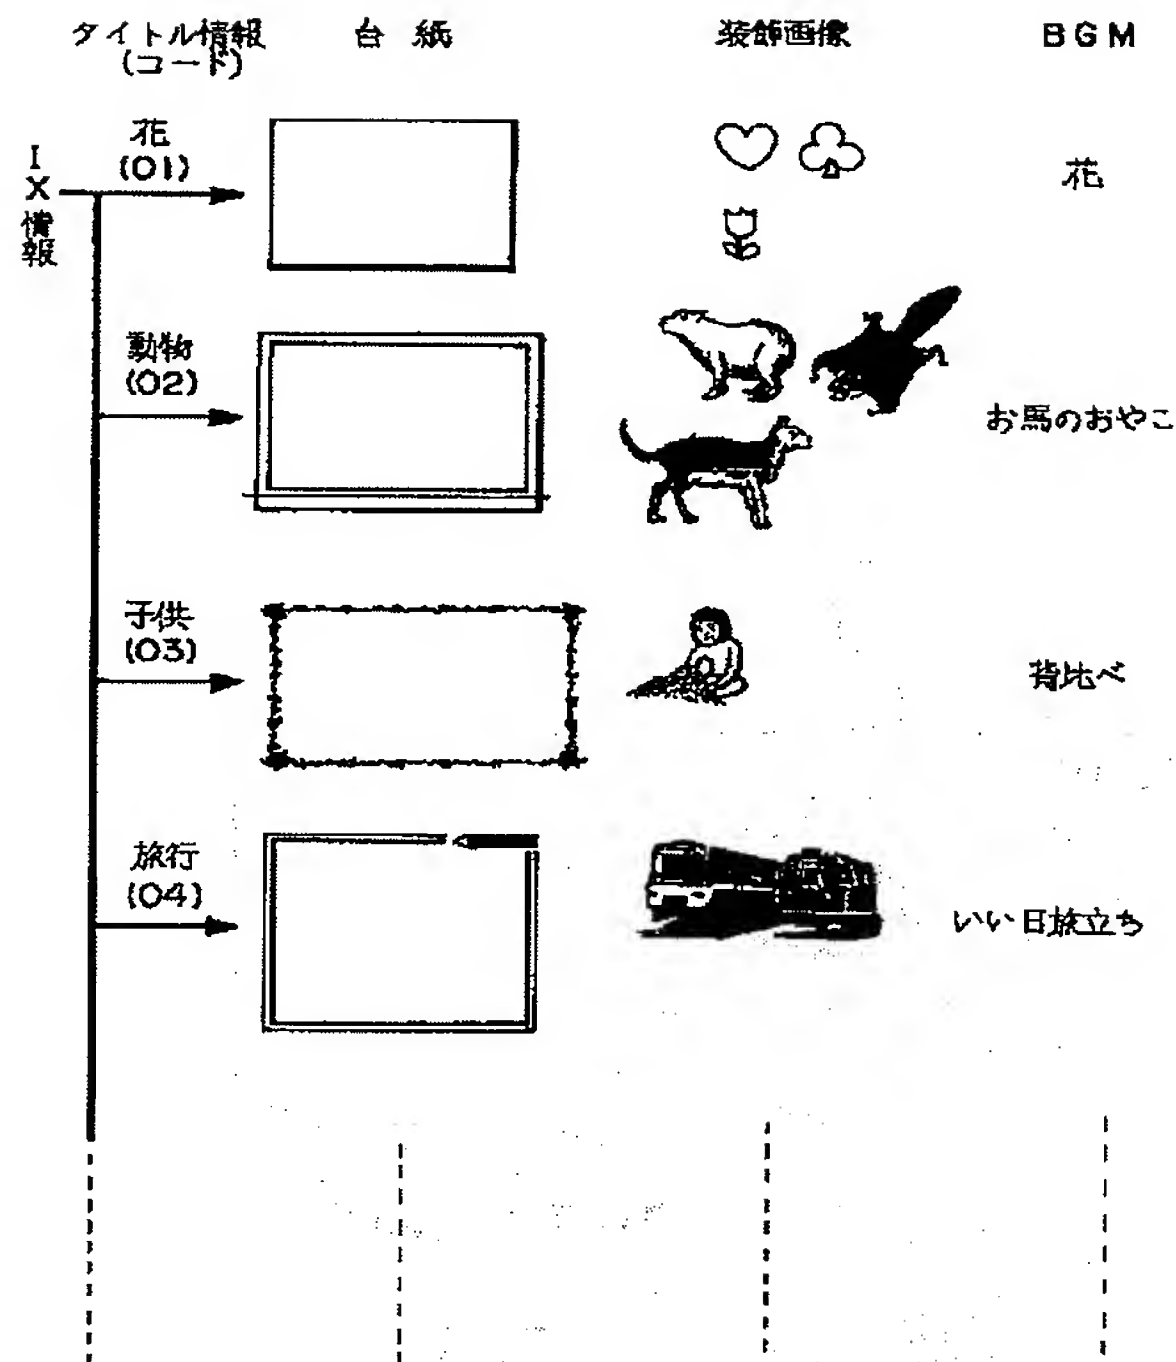 タイトル情報
(コード)
台 紙
装飾画像
BGM
IX情報
花
(01)
花
動物
(02)
お馬のおやこ
子供
(03)
背比べ
旅行
(04)
いい日旅立ち